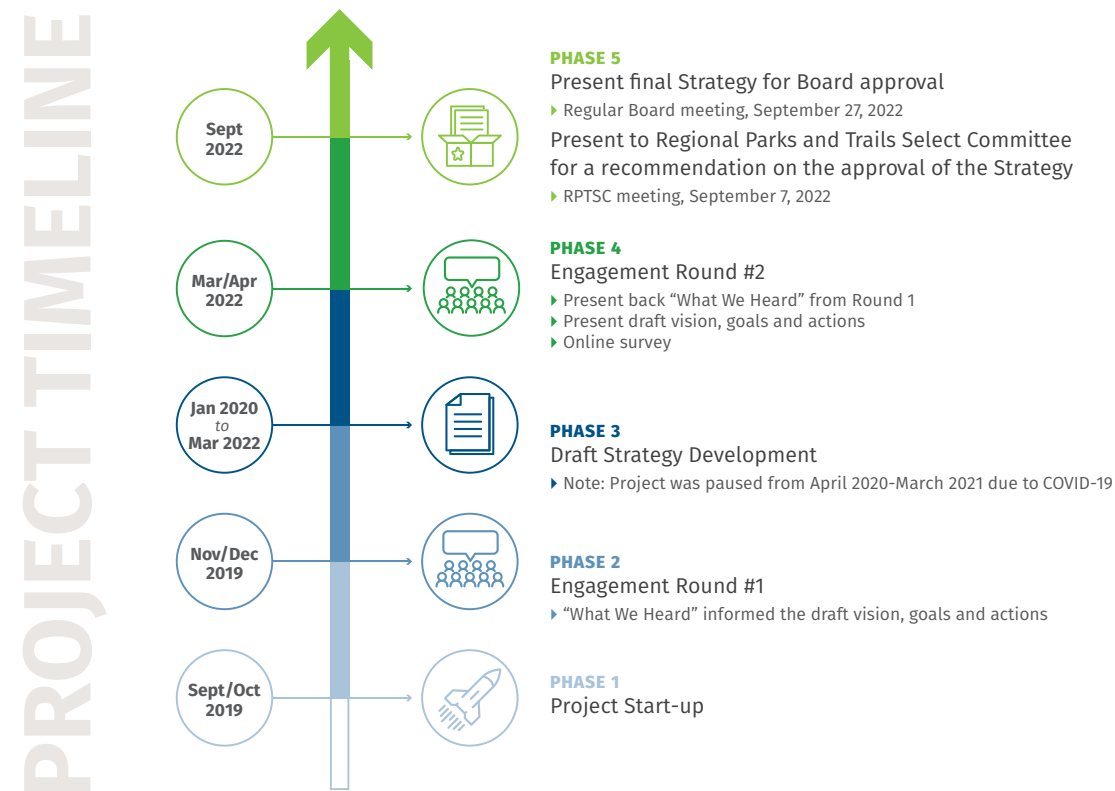 PROJECT TIMELINE
Sept
2022
PHASE 5
Present final Strategy for Board approval
Regular Board meeting, September 27, 2022
Present to Regional Parks and Trails Select Committee
for a recommendation on the approval of the Strategy
RPTSC meeting, September 7, 2022
Mar/Apr
2022
PHASE 4
Engagement Round #2
Present back “What We Heard” from Round 1
Present draft vision, goals and actions
Online survey
Jan 2020
to
Mar 2022
PHASE 3
Draft Strategy Development
Note: Project was paused from April 2020-March 2021 due to COVID-19
Nov/Dec
2019
PHASE 2
Engagement Round #1
“What We Heard” informed the draft vision, goals and actions
Sept/Oct
2019
PHASE 1
Project Start-up